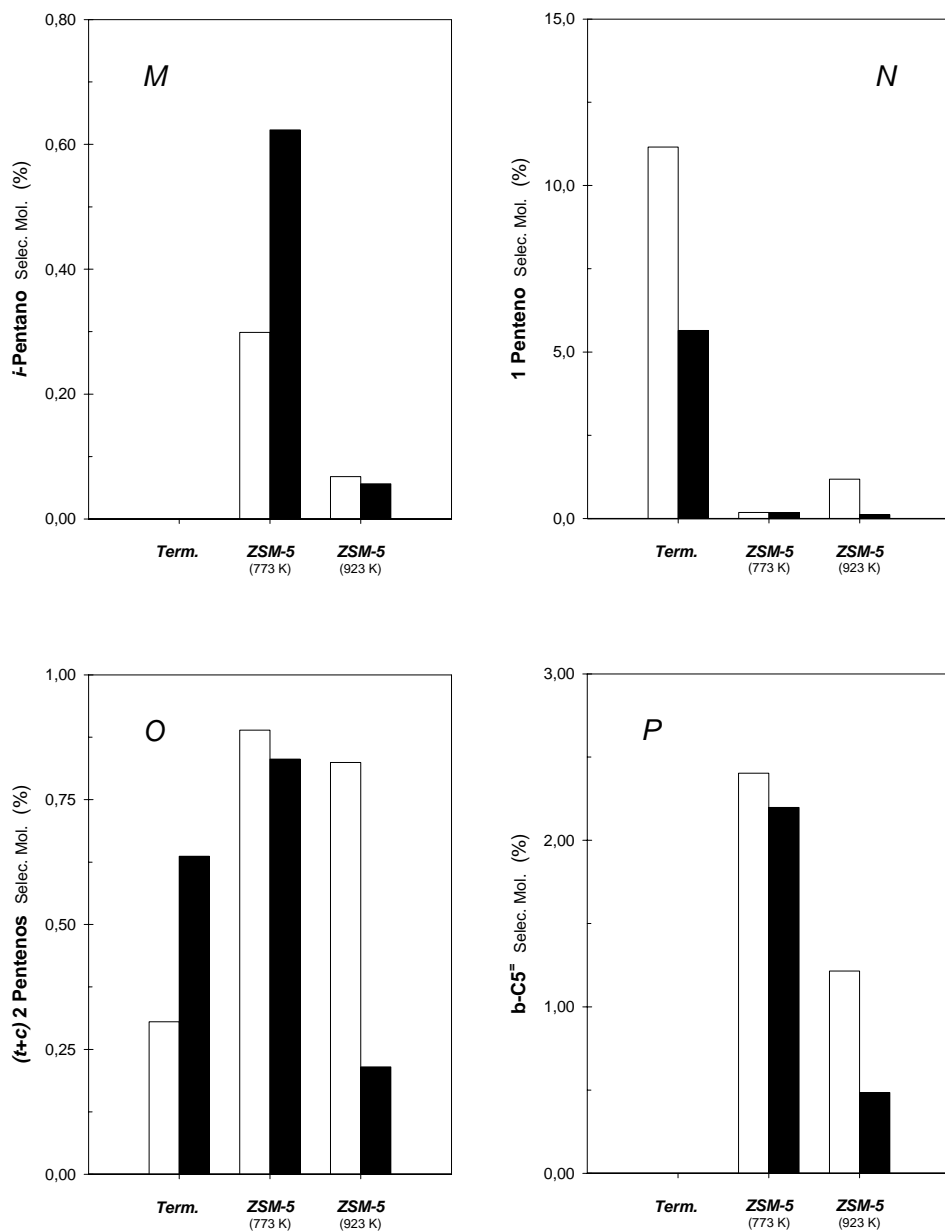 M
i-Pentano Selec. Mol. (%)
0,80
0,60
0,40
0,20
0,00
Term.
ZSM-5
(773 K)
ZSM-5
(923 K)
N
1 Penteno Selec. Mol. (%)
15,0
10,0
5,0
0,0
Term.
ZSM-5
(773 K)
ZSM-5
(923 K)
O
(t+c) 2 Pentenos Selec. Mol. (%)
1,00
0,75
0,50
0,25
0,00
Term.
ZSM-5
(773 K)
ZSM-5
(923 K)
P
b-C5⁼ Selec. Mol. (%)
3,00
2,00
1,00
0,00
Term.
ZSM-5
(773 K)
ZSM-5
(923 K)